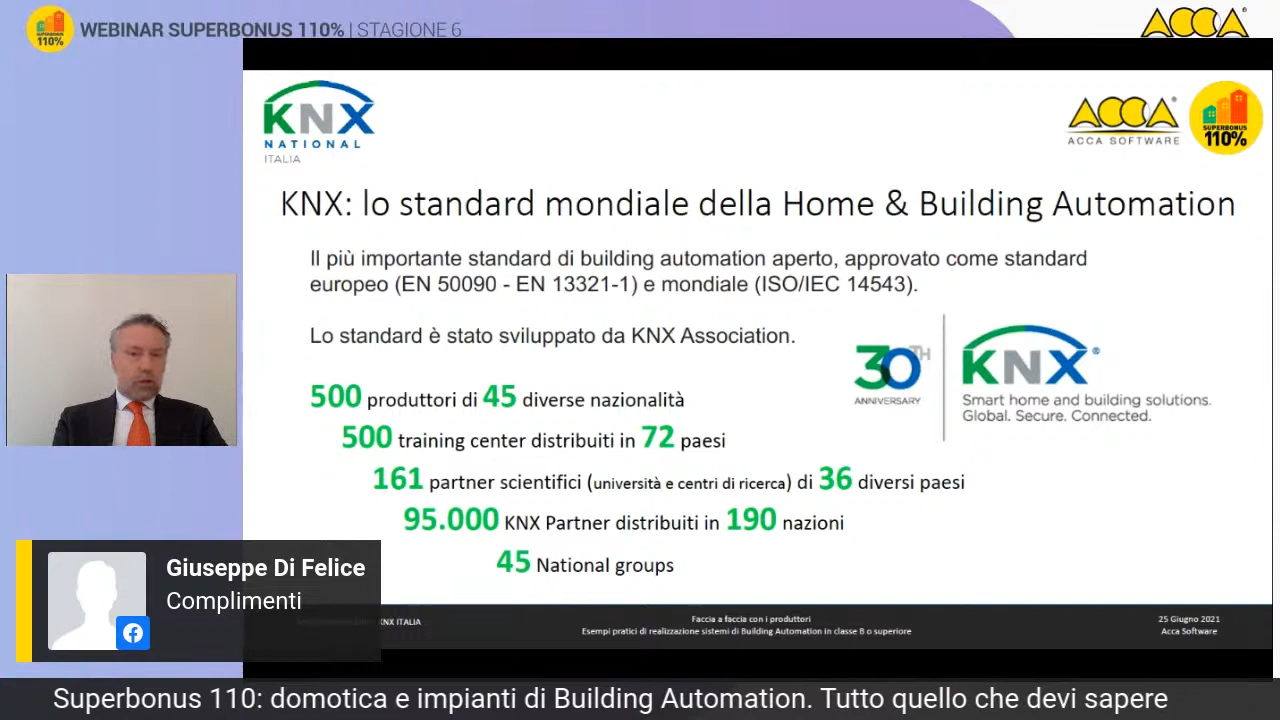 WEBINAR SUPERBONUS 110% | STAGIONE 6
ACCA
SUPERBONUS
110%
KNX
NATIONAL
ITALIA
ACCA
ACCA SOFTWARE
SUPERBONUS
110%
KNX: lo standard mondiale della Home & Building Automation
Il più importante standard di building automation aperto, approvato come standard
europeo (EN 50090 - EN 13321-1) e mondiale (ISO/IEC 14543).
Lo standard è stato sviluppato da KNX Association.
30TH
ANNIVERSARY
KNX
Smart home and building solutions.
Global. Secure. Connected.
500 produttori di 45 diverse nazionalità
500 training center distribuiti in 72 paesi
161 partner scientifici (università e centri di ricerca) di 36 diversi paesi
95.000 KNX Partner distribuiti in 190 nazioni
45 National groups
Giuseppe Di Felice
Complimenti
KNX ITALIA
Faccia a faccia con i produttori
Esempi pratici di realizzazione sistemi di Building Automation in classe B o superiore
25 Giugno 2021
Acca Software
Superbonus 110: domotica e impianti di Building Automation. Tutto quello che devi sapere